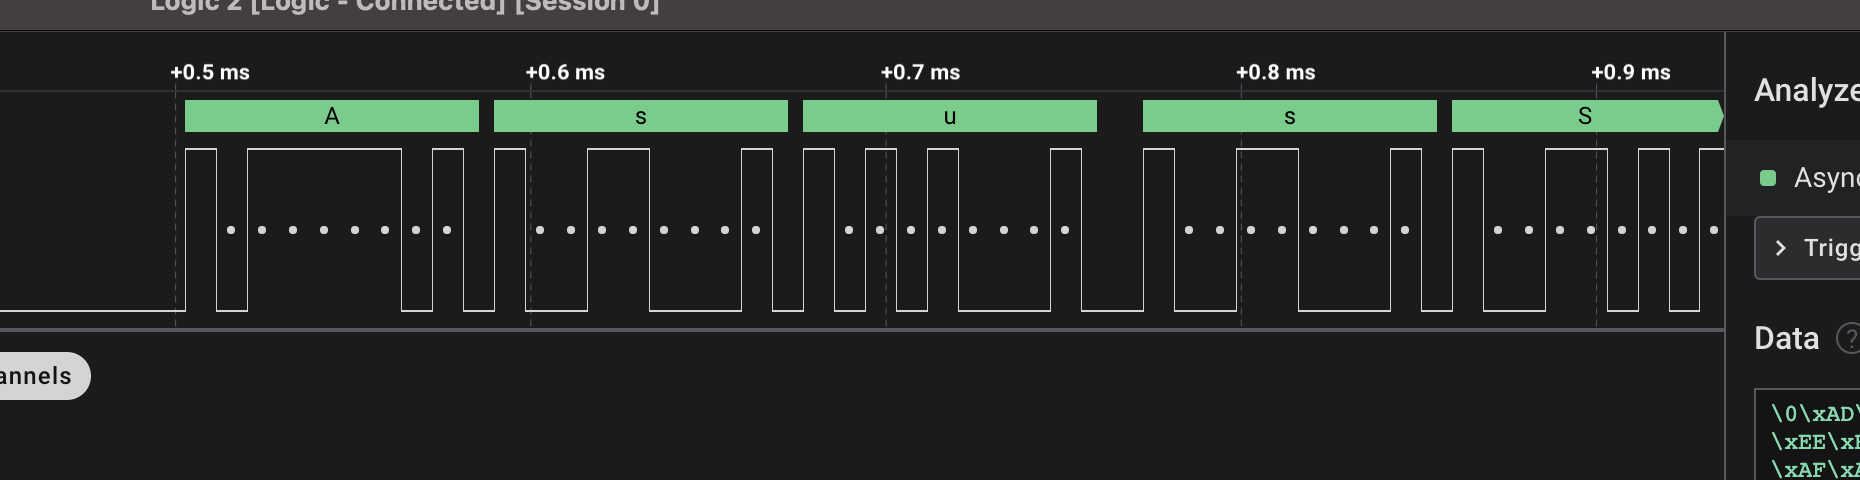 Logic 2 [Logic - Connected] [Session 0]
+0.5 ms +0.6 ms +0.7 ms +0.8 ms +0.9 ms
A s u s S
Analyze
Async
Trigg
annels
Data ?
\0\xAD\
\xEE\x
\xAF\x